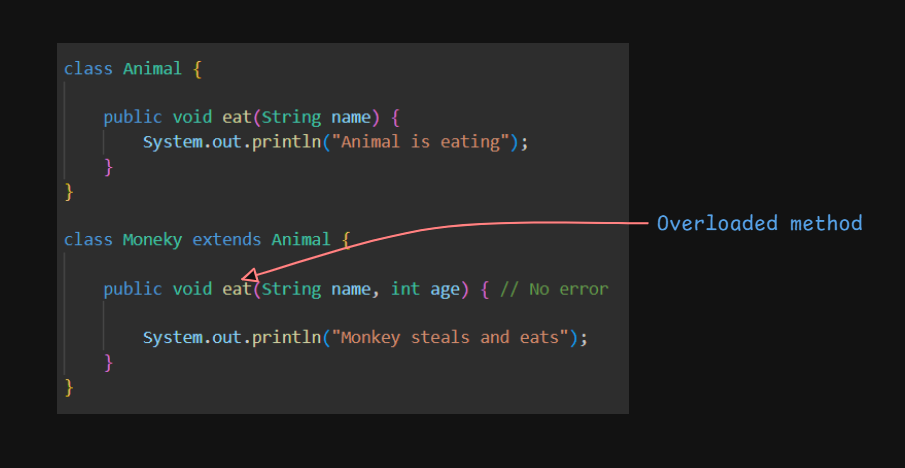 class Animal {
public void eat(String name) {
System.out.println("Animal is eating");
}
}
class Moneky extends Animal {
Overloaded method
public void eat(String name, int age) { // No error
System.out.println("Monkey steals and eats");
}
}